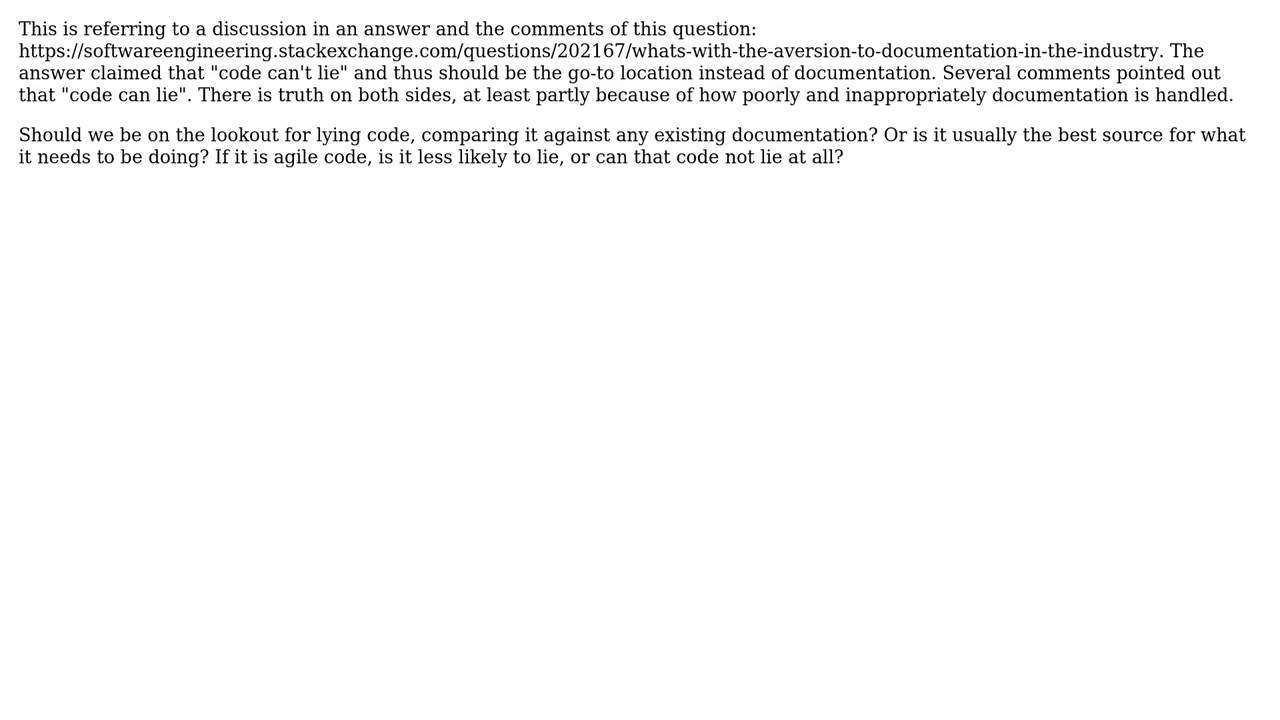 This is referring to a discussion in an answer and the comments of this question:
https://softwareengineering.stackexchange.com/questions/202167/whats-with-the-aversion-to-documentation-in-the-industry. The
answer claimed that "code can't lie" and thus should be the go-to location instead of documentation. Several comments pointed out
that "code can lie". There is truth on both sides, at least partly because of how poorly and inappropriately documentation is handled.
Should we be on the lookout for lying code, comparing it against any existing documentation? Or is it usually the best source for what
it needs to be doing? If it is agile code, is it less likely to lie, or can that code not lie at all?